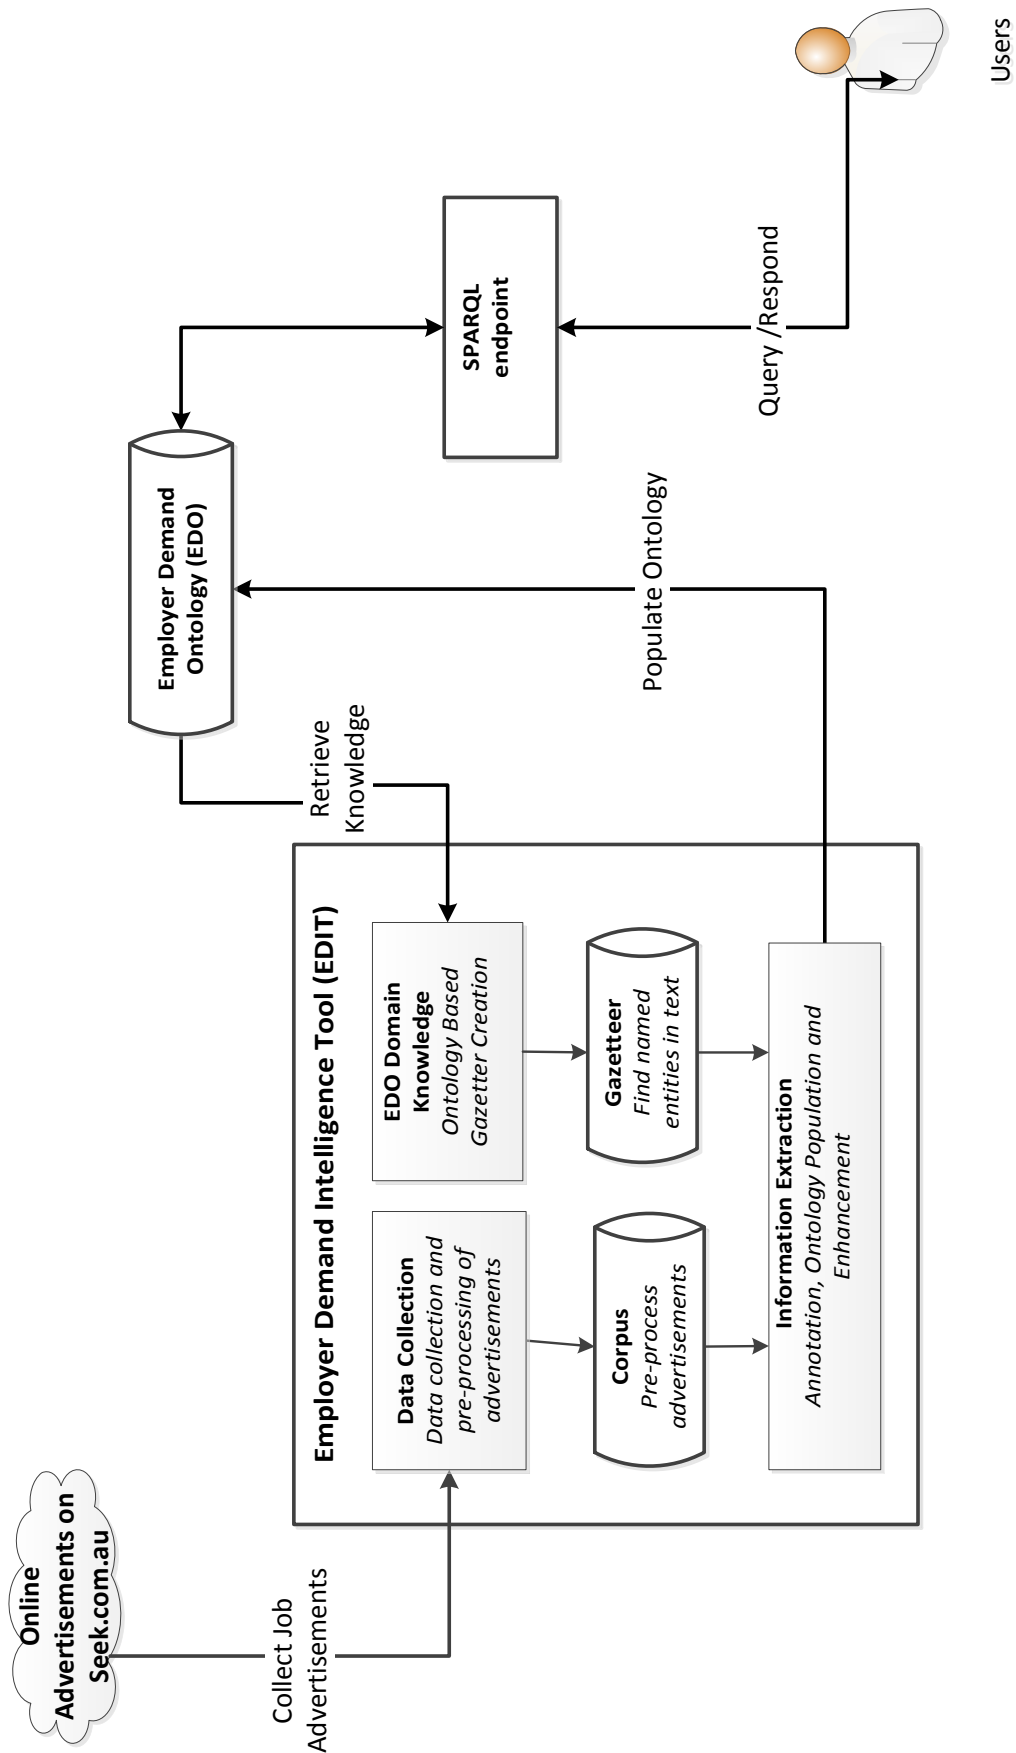 Online
Advertisements on
Seek.com.au
Collect Job
Advertisements
Employer Demand Intelligence Tool (EDIT)
Data Collection
Data collection and
pre-processing of
advertisements
Corpus
Pre-process
advertisements
EDO Domain
Knowledge
Ontology Based
Gazetter Creation
Gazetteer
Find named
entities in text
Information Extraction
Annotation, Ontology Population and
Enhancement
Retrieve
Knowledge
Employer Demand
Ontology (EDO)
Populate Ontology
SPARQL
endpoint
Query /Respond
Users